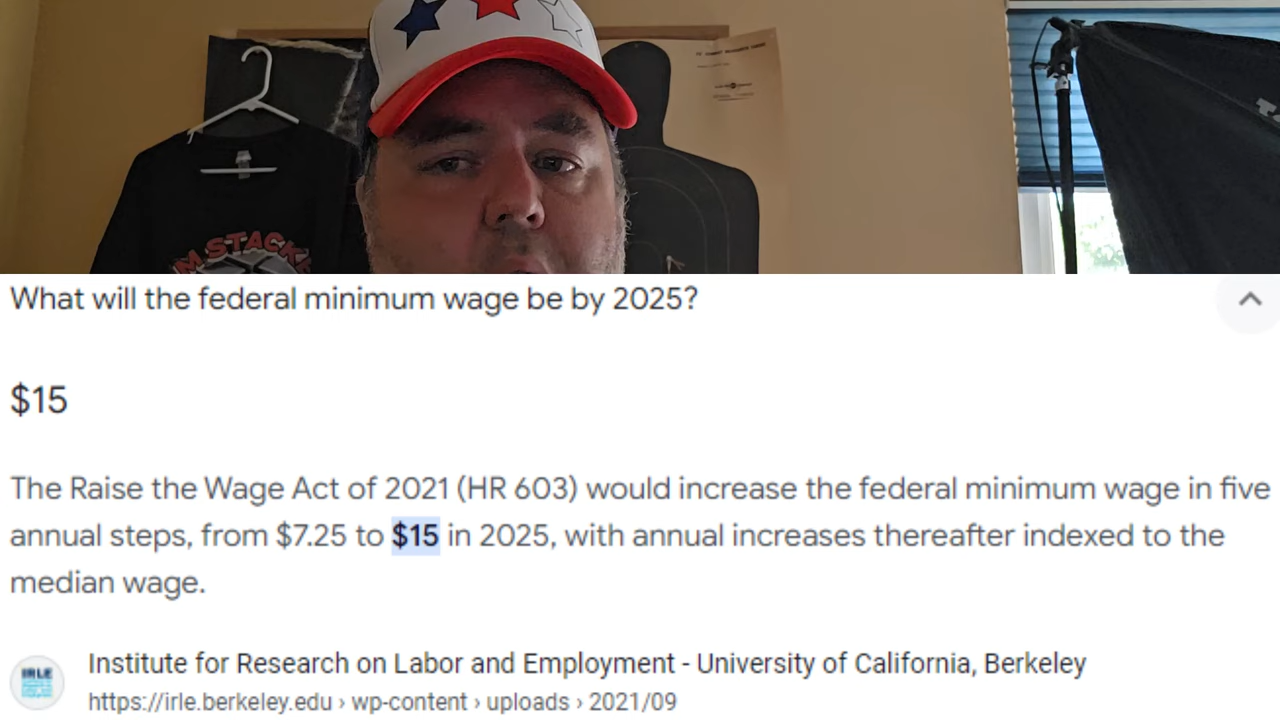 M STACK
What will the federal minimum wage be by 2025?
$15
The Raise the Wage Act of 2021 (HR 603) would increase the federal minimum wage in five
annual steps, from $7.25 to $15 in 2025, with annual increases thereafter indexed to the
median wage.
IRLE
Institute for Research on Labor and Employment - University of California, Berkeley
https://irle.berkeley.edu › wp-content › uploads › 2021/09